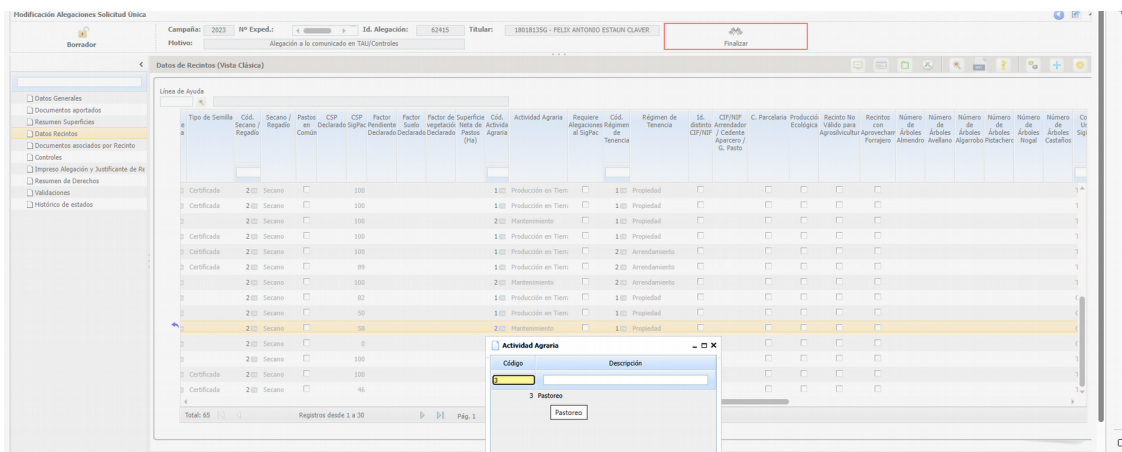 Modificación Alegaciones Solicitud Única
Borrador
Campaña: 2023 Nº Exped.: Id. Alegación: 62415 Titular: 18018135G - FELIX ANTONIO ESTAUN CLAVER
Motivo: Alegación a lo comunicado en TAU/Controles
Finalizar
Datos de Recintos (Vista Clásica)
Datos Generales
Documentos aportados
Resumen Superficies
Datos Recintos
Documentos asociados por Recinto
Controles
Impreso Alegación y Justificante de Re
Resumen de Derechos
Validaciones
Histórico de estados
Línea de Ayuda
Tipo de Semilla Cód. Secano / Regadío Secano / Regadío Pastos en Común CSP Declarado CSP SigPac Factor Pendiente Declarado Factor Suelo Declarado Factor de vegetació Declarado Superficie Neta de Pastos (Ha) Cód. Activida Agraria Actividad Agraria Requiere Alegaciones al SigPac Cód. Régimen de Tenencia Régimen de Tenencia Id. distinto CIF/NIF CIF/NIF Arrendador / Cedente Aparcero / G. Pasto C. Parcelaria Producció Ecológica Recinto No Válido para Agrosilvicultur Recintos con Aprovecham Forrajero Número de Árboles Almendro Número de Árboles Avellano Número de Árboles Algarrobo Número de Árboles Pistachero Número de Árboles Nogal Número de Árboles Castaños
Certificada 2 Secano 100 1 Producción en Tierra 1 Propiedad
Certificada 2 Secano 100 1 Producción en Tierra 1 Propiedad
2 Secano 100 2 Mantenimiento 1 Propiedad
Certificada 2 Secano 100 1 Producción en Tierra 1 Propiedad
Certificada 2 Secano 100 1 Producción en Tierra 2 Arrendamiento
Certificada 2 Secano 89 1 Producción en Tierra 2 Arrendamiento
2 Secano 100 2 Mantenimiento 2 Arrendamiento
2 Secano 82 1 Producción en Tierra 1 Propiedad
2 Secano 50 1 Producción en Tierra 1 Propiedad
2 Secano 50 2 Mantenimiento 1 Propiedad
2 Secano 0
2 Secano 100
Certificada 2 Secano 100
Certificada 2 Secano 46
Total: 65 Registros desde 1 a 30 Pág. 1
Actividad Agraria
Código Descripción
3
3 Pastoreo
Pastoreo